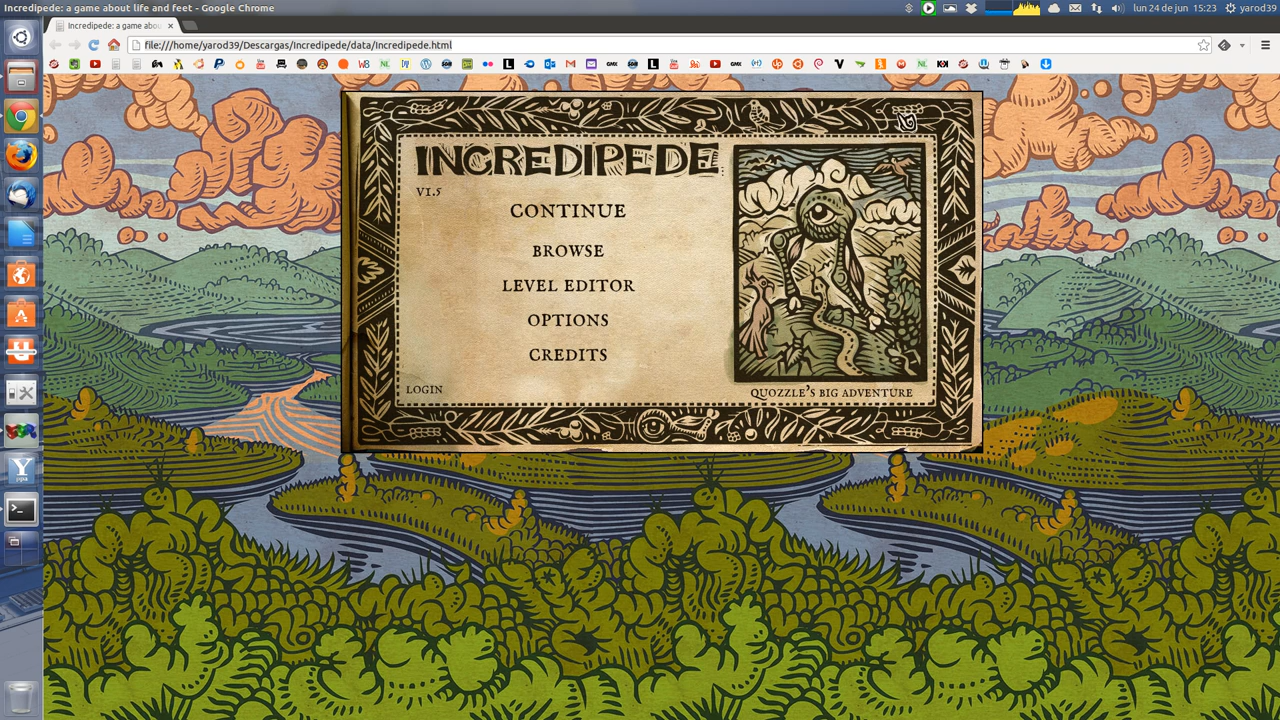 Incredipede: a game about life and feet - Google Chrome
lun 24 de jun 15:23 yarod39
Incredipede: a game abou
file:///home/yarod39/Descargas/Incredipede/data/Incredipede.html
INCREDIPEDE
V1.5
CONTINUE
BROWSE
LEVEL EDITOR
OPTIONS
CREDITS
LOGIN
QUOZZLE'S BIG ADVENTURE